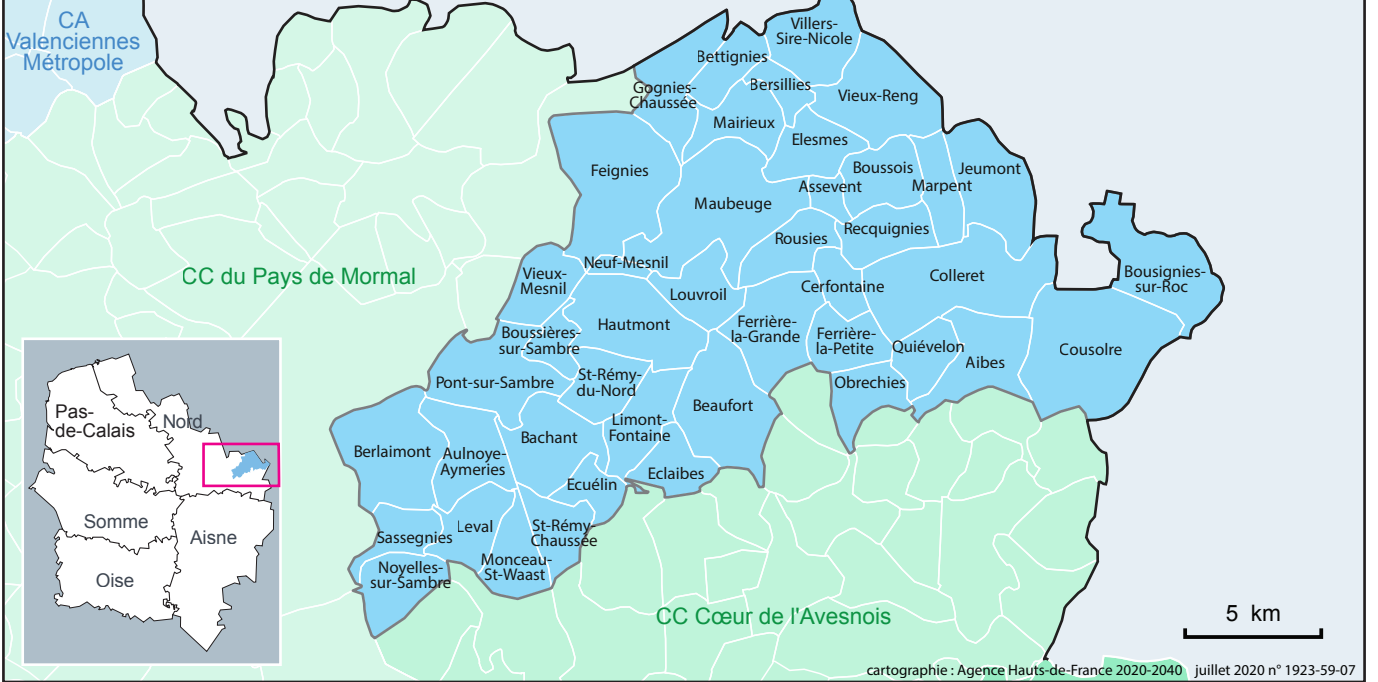 CA
Valenciennes
Métropole
Villers-
Sire-Nicole
Bettignies
Gognies-
Chaussée
Bersillies
Vieux-Reng
Mairieux
Elesmes
Feignies
Boussois
Jeumont
Assevent
Marpent
Maubeuge
Rousies
Recquignies
CC du Pays de Mormal
Neuf-Mesnil
Vieux-
Mesnil
Louvroil
Cerfontaine
Colleret
Bousignies-
sur-Roc
Hautmont
Boussières-
sur-Sambre
Ferrière-
la-Grande
Ferrière-
la-Petite
Quiévelon
Aibes
Cousolre
Pont-sur-Sambre
St-Rémy-
du-Nord
Obrechies
Beaufort
Limont-
Fontaine
Bachant
Berlaimont
Aulnoye-
Aymeries
Eclaibes
Ecuélin
Sassegnies
Leval
St-Rémy-
Chaussée
Monceau-
St-Waast
Noyelles-
sur-Sambre
CC Cœur de l'Avesnois
Pas-
de-Calais
Nord
Somme
Aisne
Oise
5 km
cartographie : Agence Hauts-de-France 2020-2040 juillet 2020 n° 1923-59-07